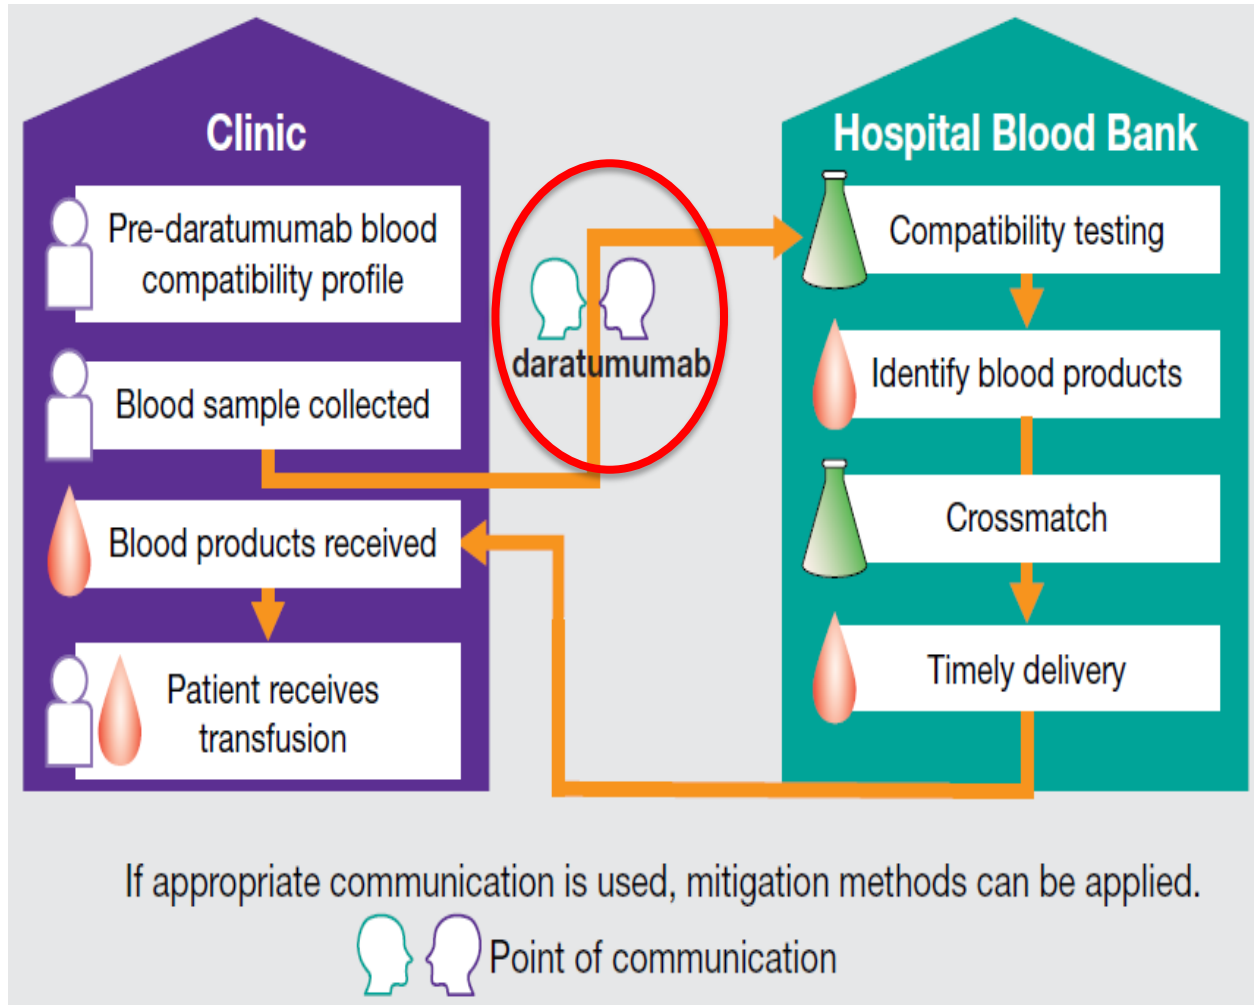 Clinic
Pre-daratumumab blood
compatibility profile
Blood sample collected
Blood products received
Patient receives
transfusion
daratumumab
Hospital Blood Bank
Compatibility testing
Identify blood products
Crossmatch
Timely delivery
If appropriate communication is used, mitigation methods can be applied.
Point of communication